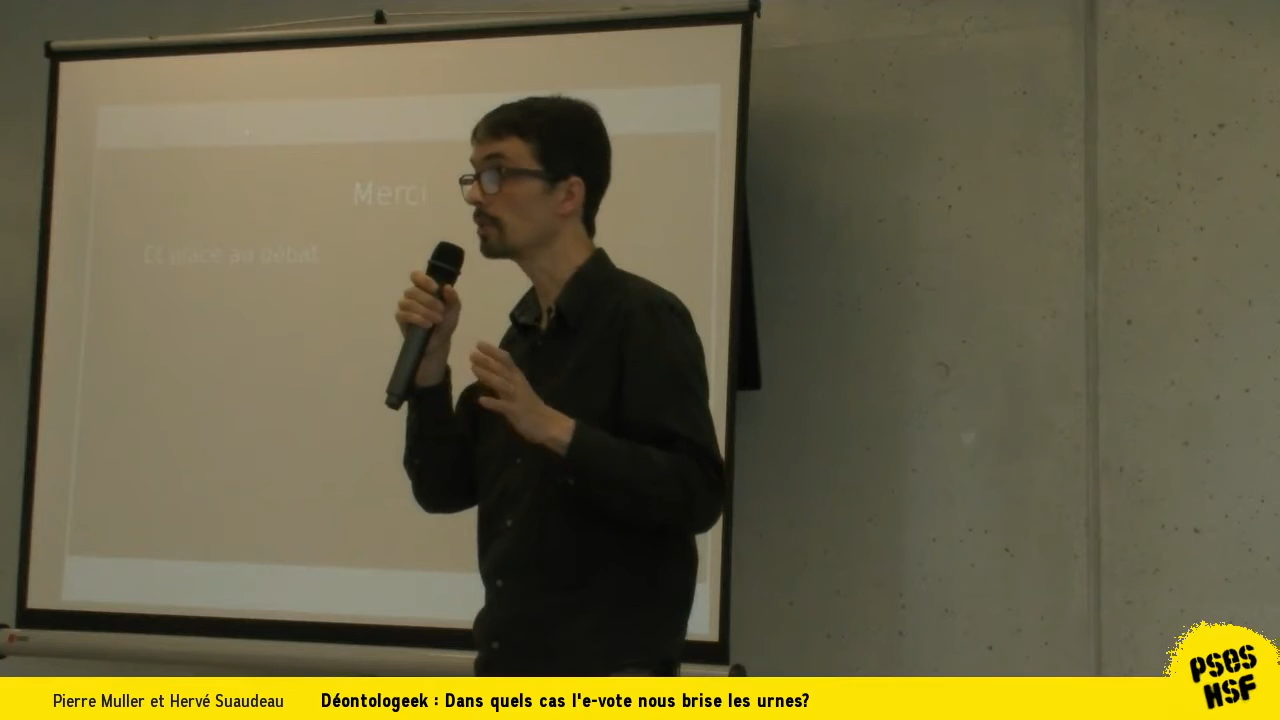 Merci
Et place au débat
Pierre Muller et Hervé Suaudeau
Déontologeek : Dans quels cas l'e-vote nous brise les urnes?
PSES
HSF